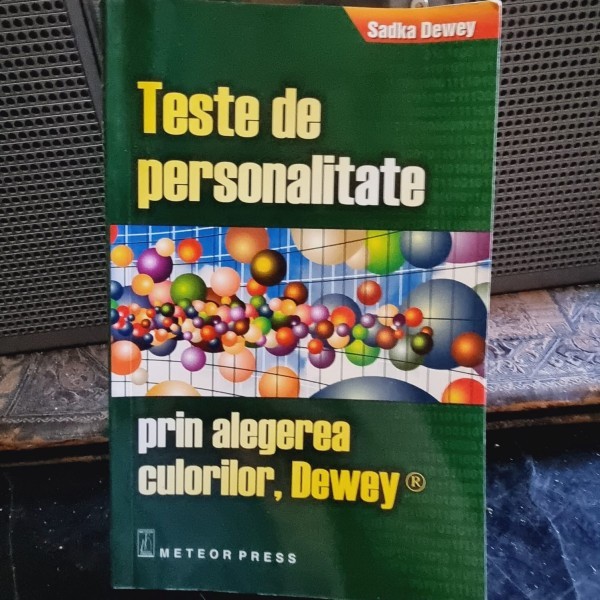 Sadka Dewey
Teste de
personalitate
prin alegerea
culorilor, Dewey ®
METEOR PRESS